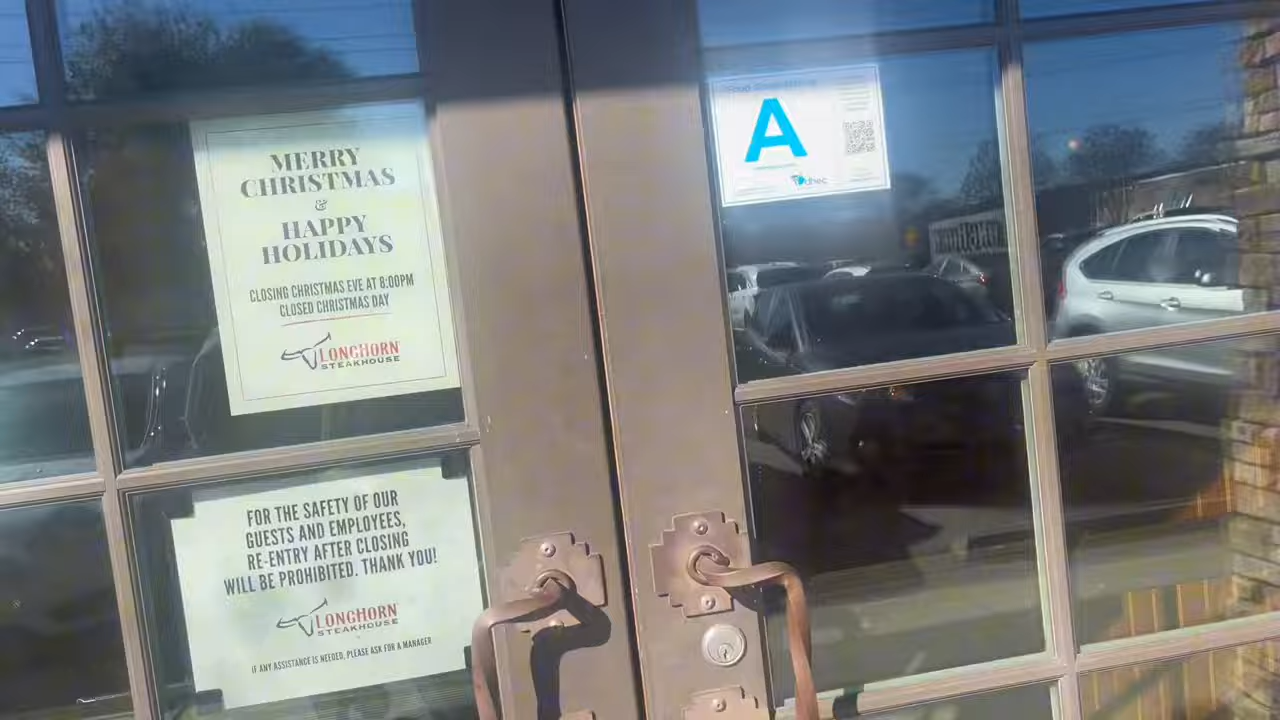 MERRY
CHRISTMAS
&
HAPPY
HOLIDAYS
CLOSING CHRISTMAS EVE AT 8:00PM
CLOSED CHRISTMAS DAY
LONGHORN
STEAKHOUSE
FOR THE SAFETY OF OUR
GUESTS AND EMPLOYEES,
RE-ENTRY AFTER CLOSING
WILL BE PROHIBITED. THANK YOU!
LONGHORN
STEAKHOUSE
IF ANY ASSISTANCE IS NEEDED, PLEASE ASK FOR A MANAGER
A
dhec